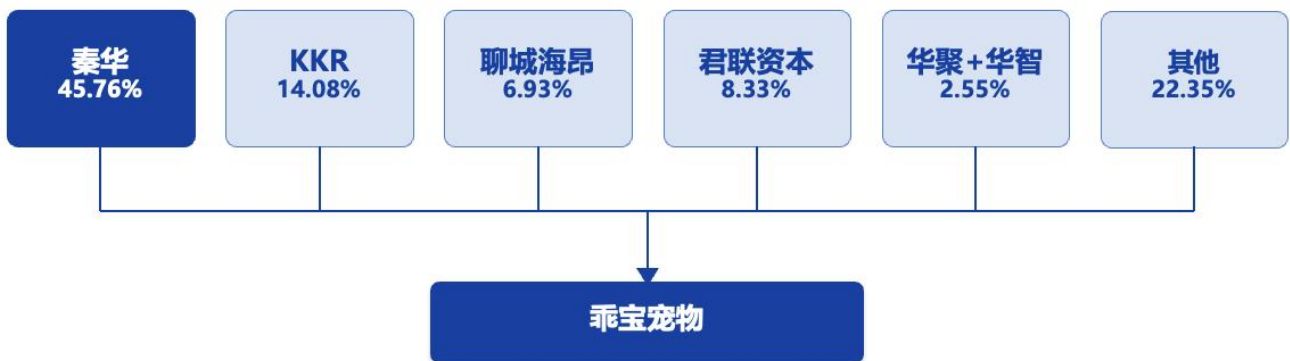 秦华
45.76%
KKR
14.08%
聊城海昂
6.93%
君联资本
8.33%
华聚+华智
2.55%
其他
22.35%
乖宝宠物